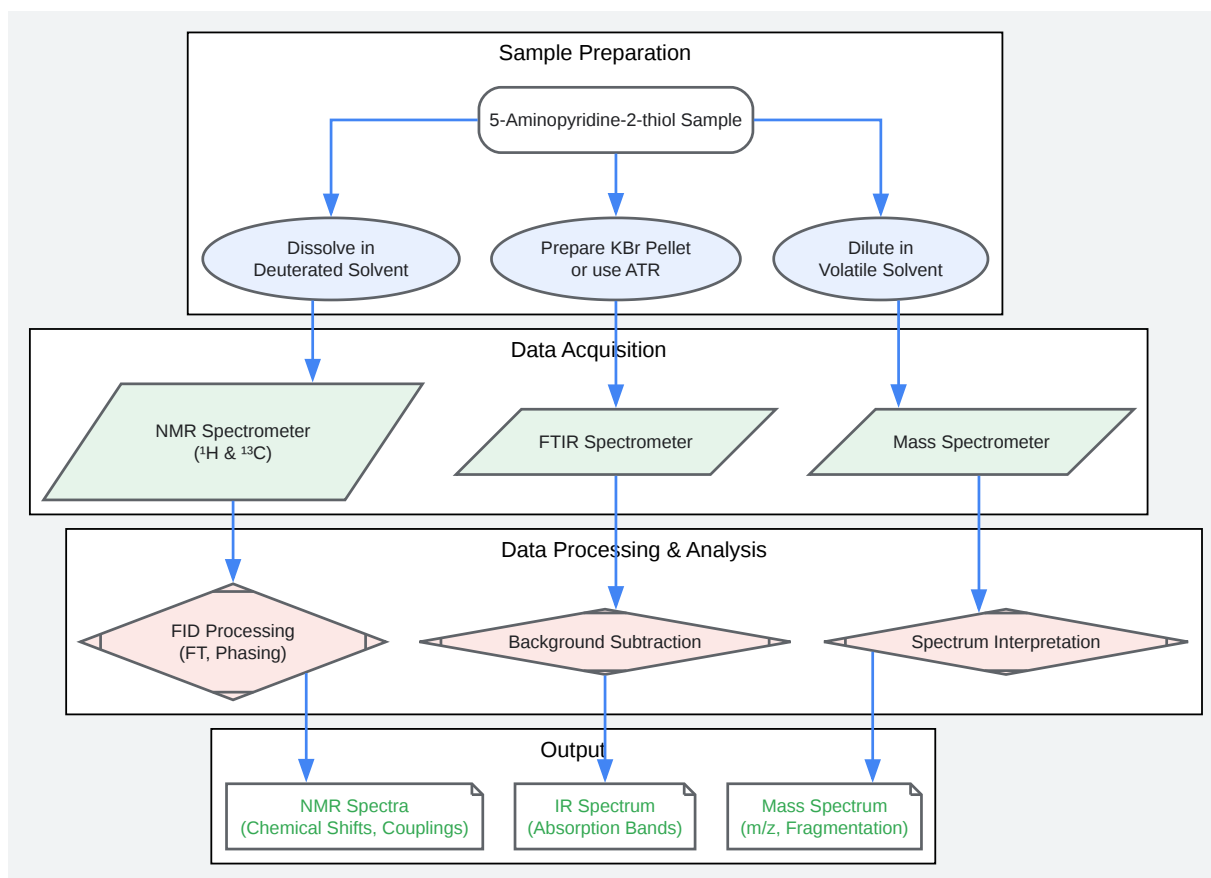 Sample Preparation
5-Aminopyridine-2-thiol Sample
Dissolve in
Deuterated Solvent
Prepare KBr Pellet
or use ATR
Dilute in
Volatile Solvent
Data Acquisition
NMR Spectrometer
(¹H & ¹³C)
FTIR Spectrometer
Mass Spectrometer
Data Processing & Analysis
FID Processing
(FT, Phasing)
Background Subtraction
Spectrum Interpretation
Output
NMR Spectra
(Chemical Shifts, Couplings)
IR Spectrum
(Absorption Bands)
Mass Spectrum
(m/z, Fragmentation)